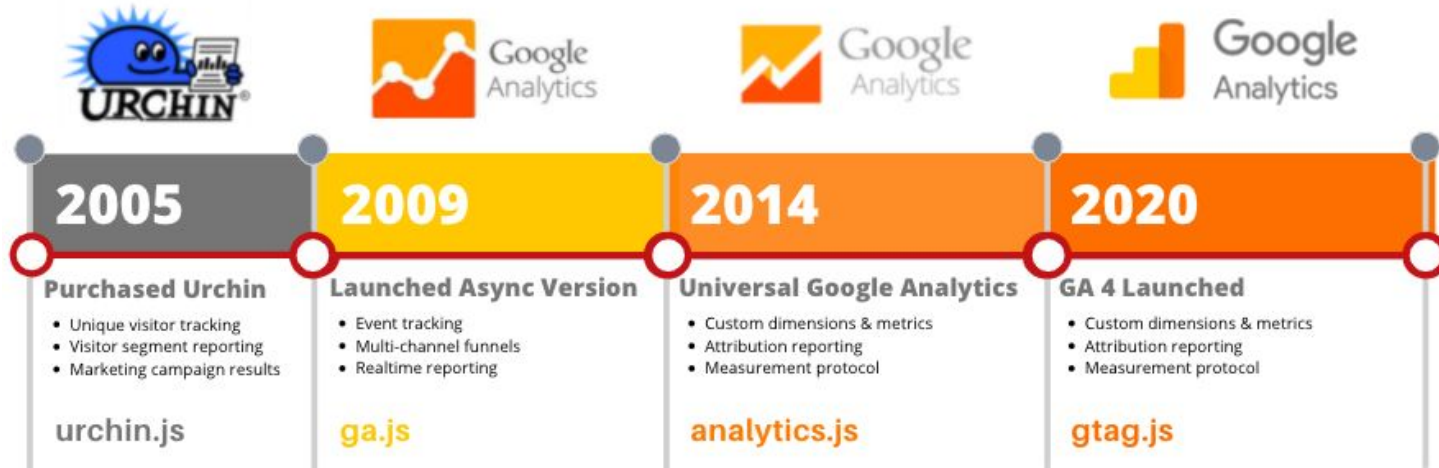 URCHIN®
Google
Analytics
Google
Analytics
Google
Analytics
2005
2009
2014
2020
Purchased Urchin
• Unique visitor tracking
• Visitor segment reporting
• Marketing campaign results
urchin.js
Launched Async Version
• Event tracking
• Multi-channel funnels
• Realtime reporting
ga.js
Universal Google Analytics
• Custom dimensions & metrics
• Attribution reporting
• Measurement protocol
analytics.js
GA 4 Launched
• Custom dimensions & metrics
• Attribution reporting
• Measurement protocol
gtag.js